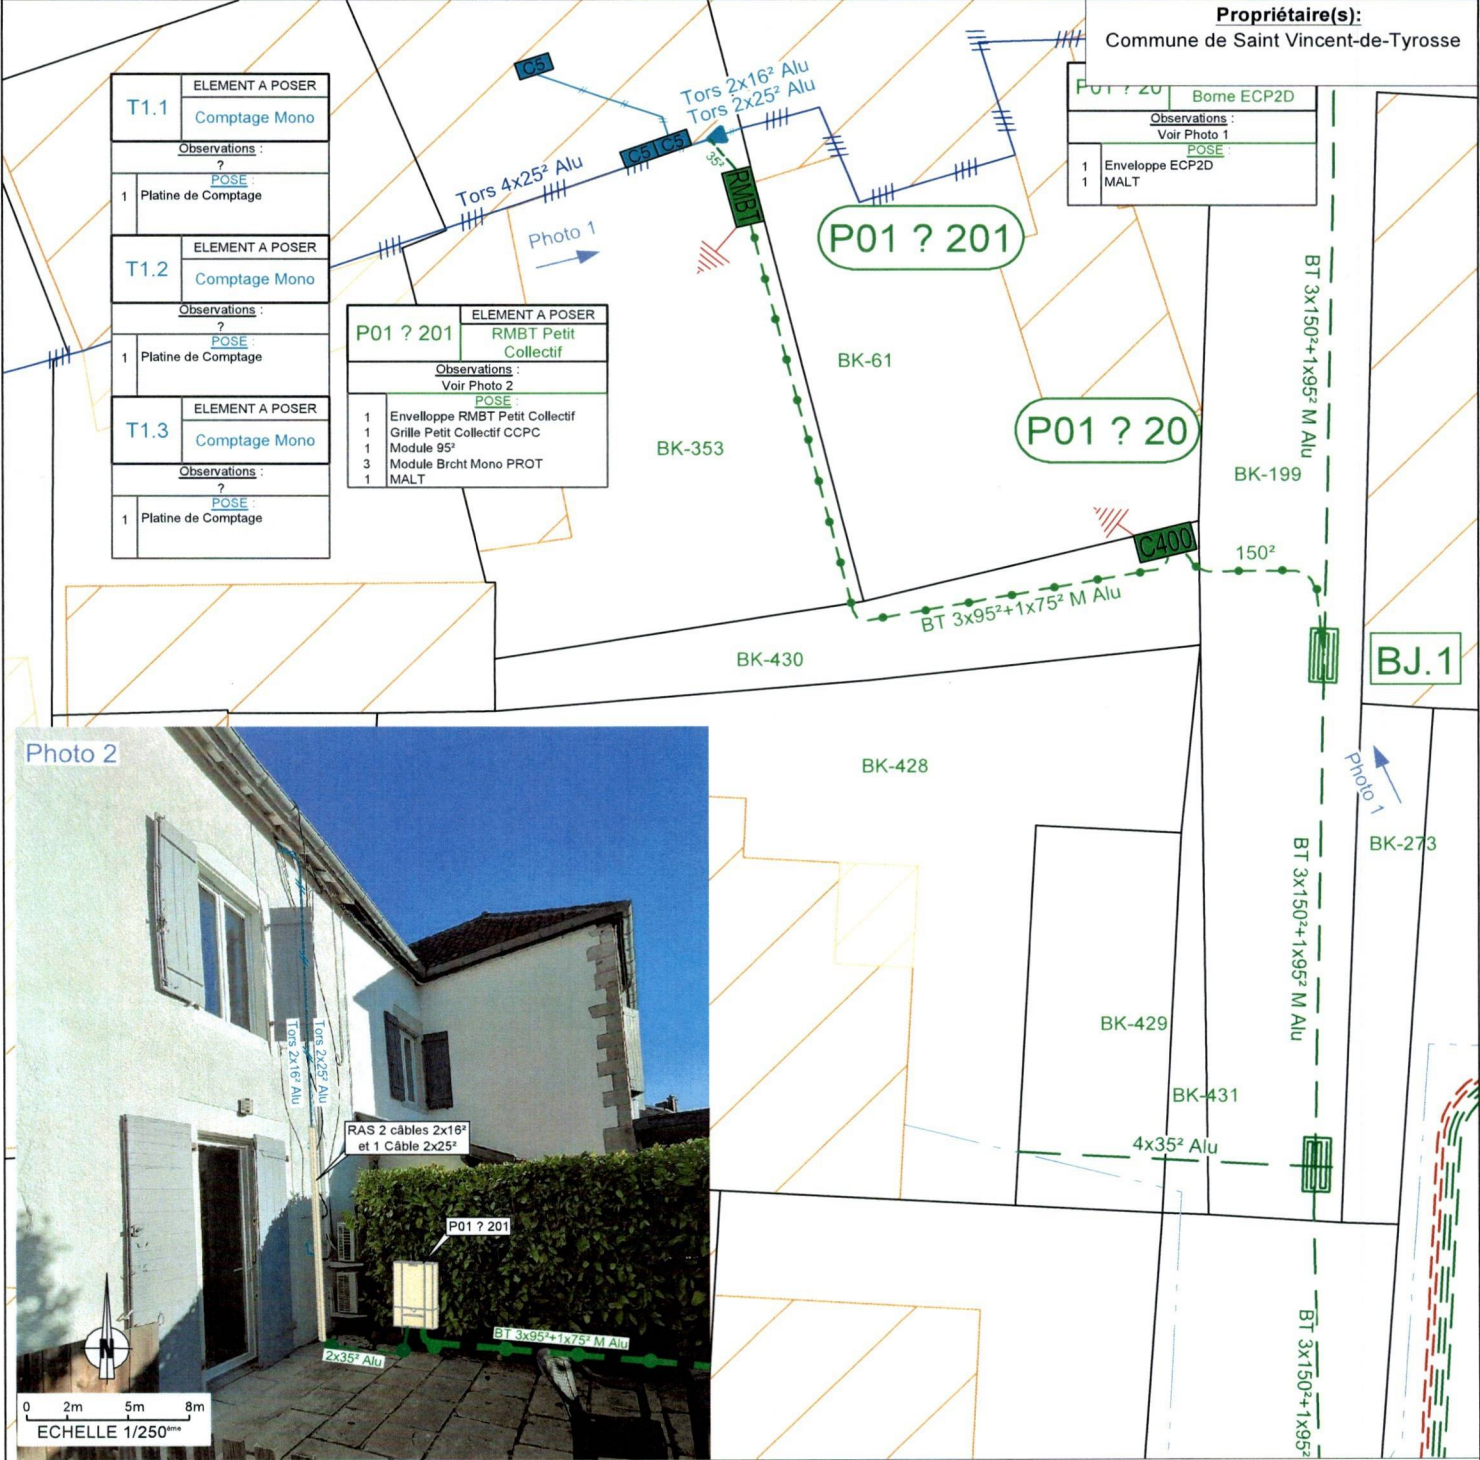 Propriétaire(s):
Commune de Saint Vincent-de-Tyrosse
T1.1
ELEMENT A POSER
Comptage Mono
Observations :
?
POSE :
1 Platine de Comptage
T1.2
ELEMENT A POSER
Comptage Mono
Observations :
?
POSE :
1 Platine de Comptage
T1.3
ELEMENT A POSER
Comptage Mono
Observations :
?
POSE :
1 Platine de Comptage
P01 ? 201
ELEMENT A POSER
RMBT Petit
Collectif
Observations :
Voir Photo 2
POSE :
1 Envelloppe RMBT Petit Collectif
1 Grille Petit Collectif CCPC
1 Module 95²
3 Module Brcht Mono PROT
1 MALT
P01 ? 20
Borne ECP2D
Observations :
Voir Photo 1
POSE :
1 Enveloppe ECP2D
1 MALT
C5
Tors 2x16² Alu
Tors 2x25² Alu
C5 C5
35²
RMBT
Tors 4x25² Alu
Photo 1
P01 ? 201
BK-61
BK-353
P01 ? 20
BT 3x150²+1x95² M Alu
BK-199
C400
150²
BT 3x95²+1x75² M Alu
BK-430
BJ.1
BK-428
Photo 1
BK-273
BT 3x150²+1x95² M Alu
BK-429
BK-431
4x35² Alu
BT 3x150²+1x95²
Photo 2
Tors 2x16² Alu
Tors 2x25² Alu
RAS 2 câbles 2x16²
et 1 Câble 2x25²
P01 ? 201
BT 3x95²+1x75² M Alu
2x35² Alu
N
0 2m 5m 8m
ECHELLE 1/250ème